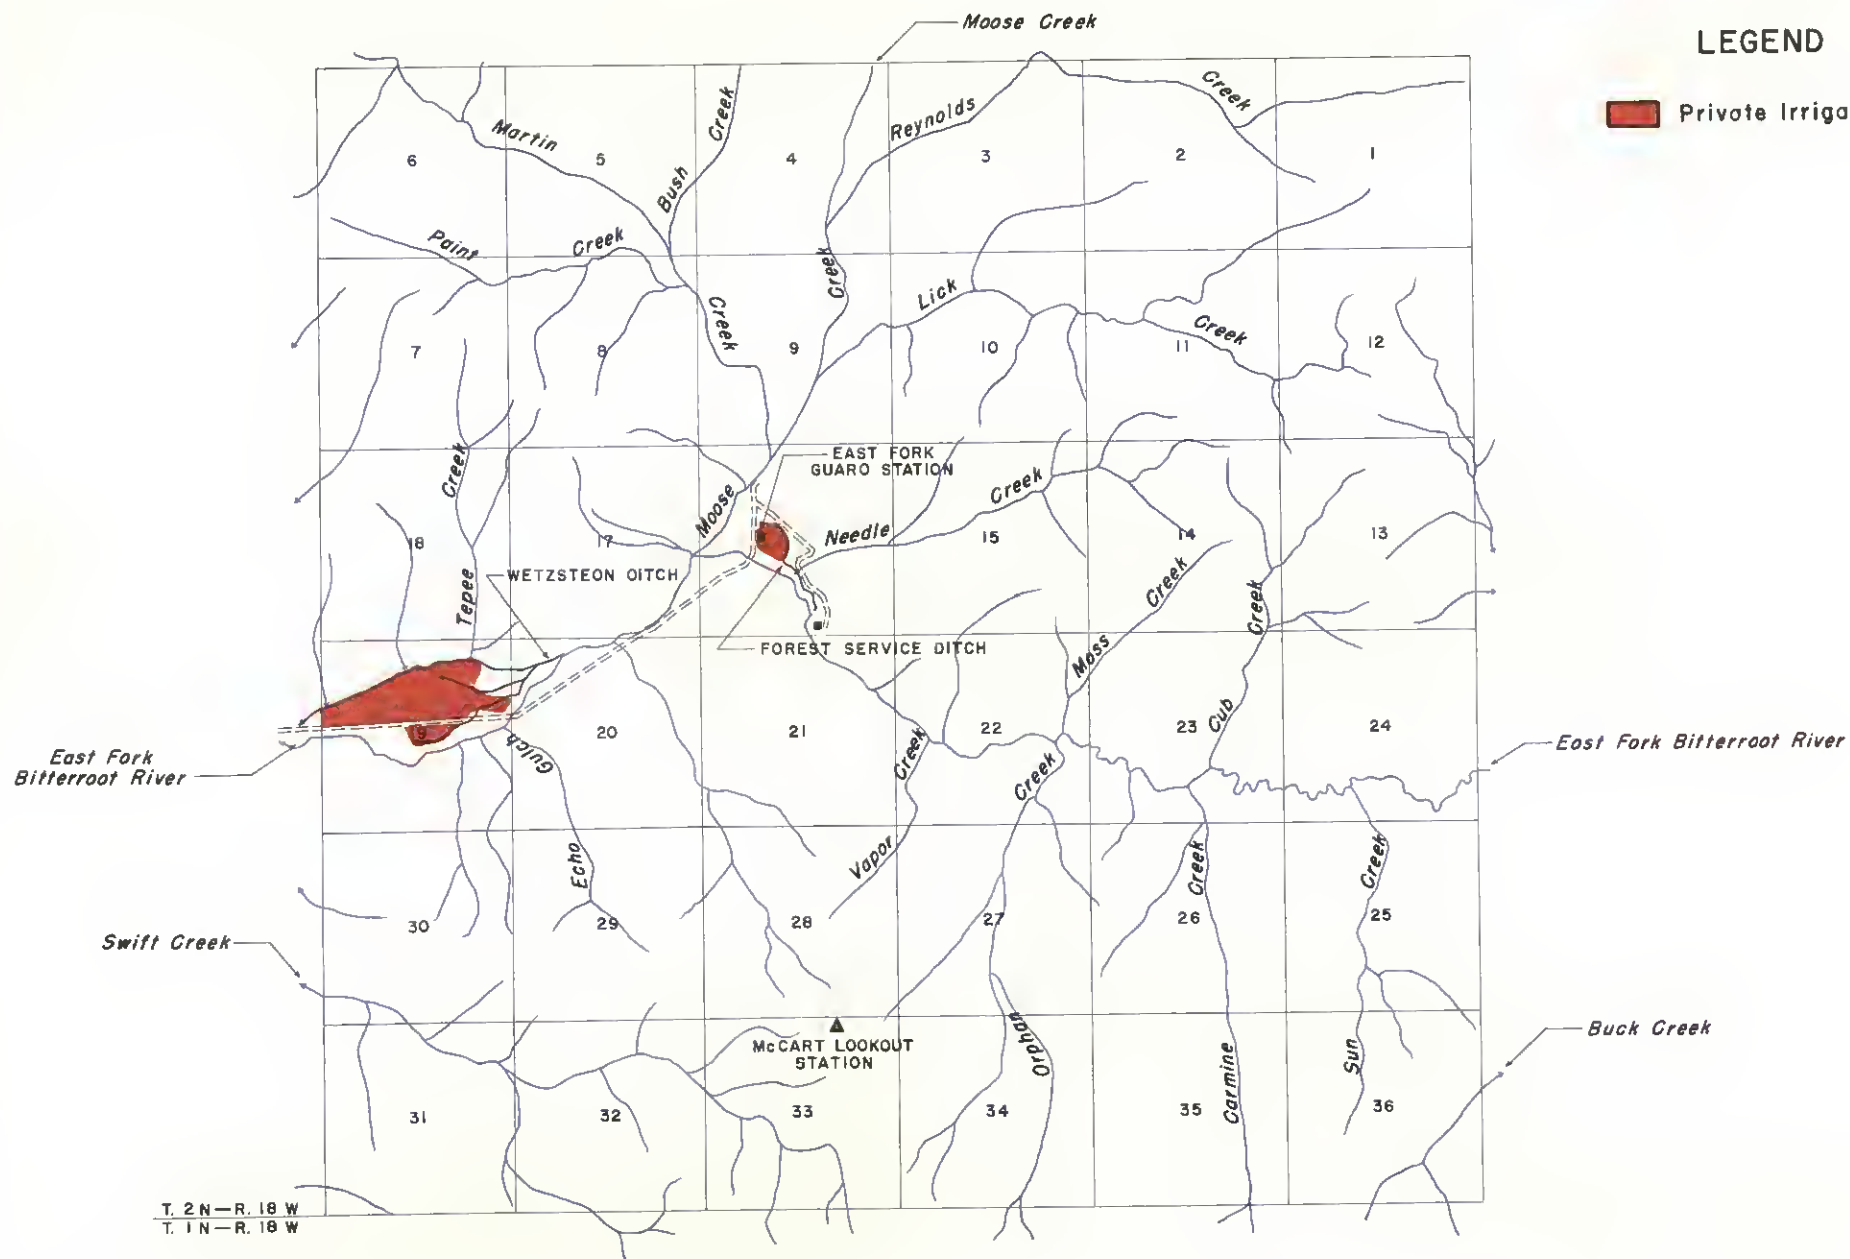 Moose Creek
LEGEND
Private Irriga
Creek
Reynolds
Creek
Martin
Bush
6
5
4
3
2
1
Paint
Creek
Creek
Lick
Creek
Creek
7
8
9
10
11
12
EAST FORK
GUARD STATION
Creek
Moose
Creek
Needle
18
17
15
14
13
WETZSTEON DITCH
Tepee
Creek
Creek
FOREST SERVICE DITCH
Moss
Cub
20
21
22
23
24
Gulch
Creek
Creek
East Fork
Bitterroot River
East Fork Bitterroot River
Echo
Vapor
Creek
Creek
30
29
28
27
26
25
Swift Creek
McCART LOOKOUT
STATION
Orphan
Carmine
Sun
Buck Creek
31
32
33
34
35
36
T. 2 N—R. 18 W
T. 1 N—R. 18 W